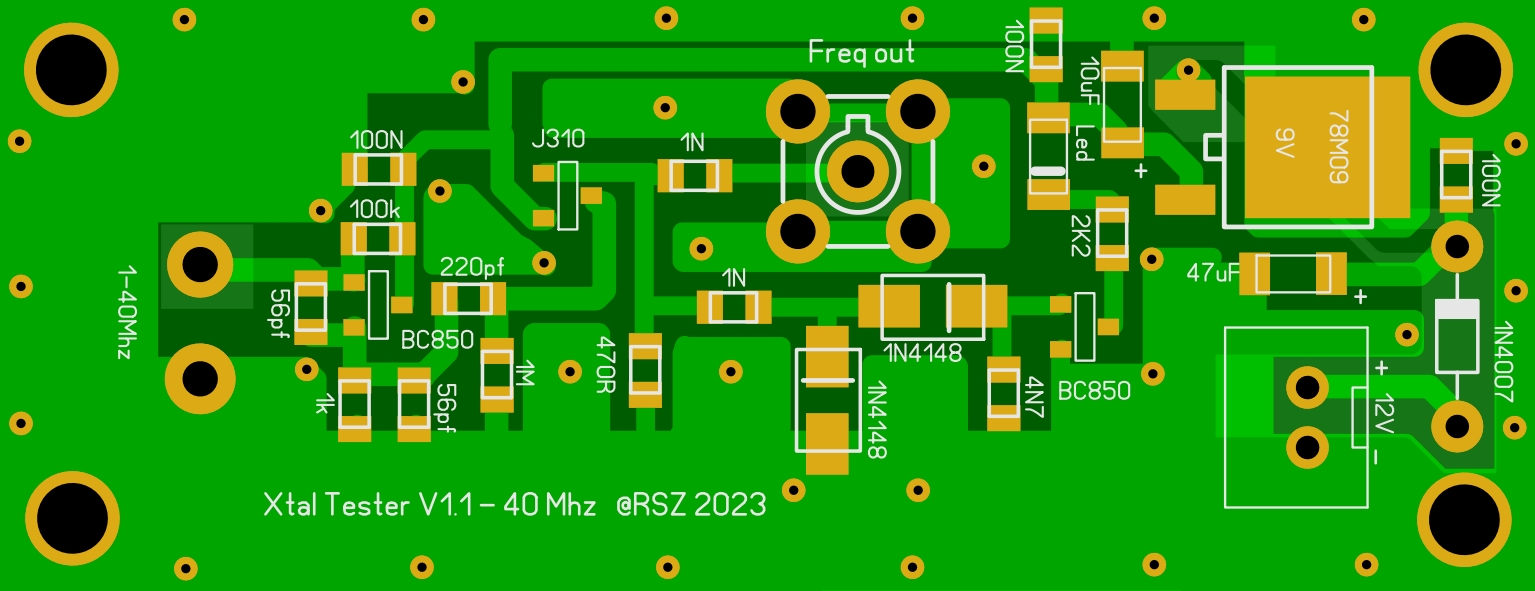 Freq out
100N
10uF
Led
+
78M09
9V
100N
100N
J310
1N
100k
2K2
220pf
1N
47uF
+
1-40Mhz
56pf
BC850
1N4148
1N4007
470R
1M
4N7
BC850
+
12V
-
1k
56pf
1N4148
Xtal Tester V1.1 - 40 Mhz @RSZ 2023